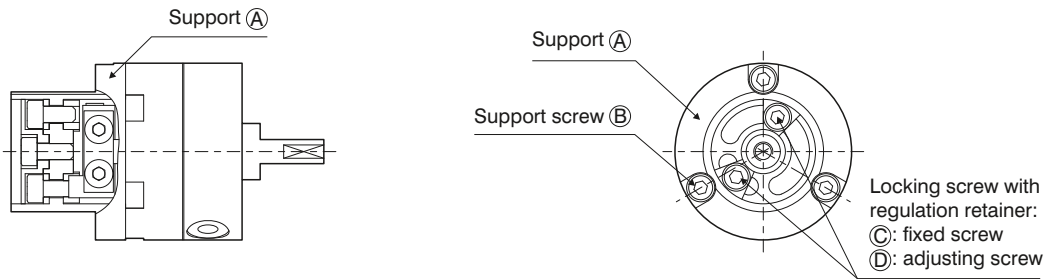 Support Ⓐ
Support Ⓐ
Support screw Ⓑ
Locking screw with
regulation retainer:
Ⓒ: fixed screw
Ⓓ: adjusting screw